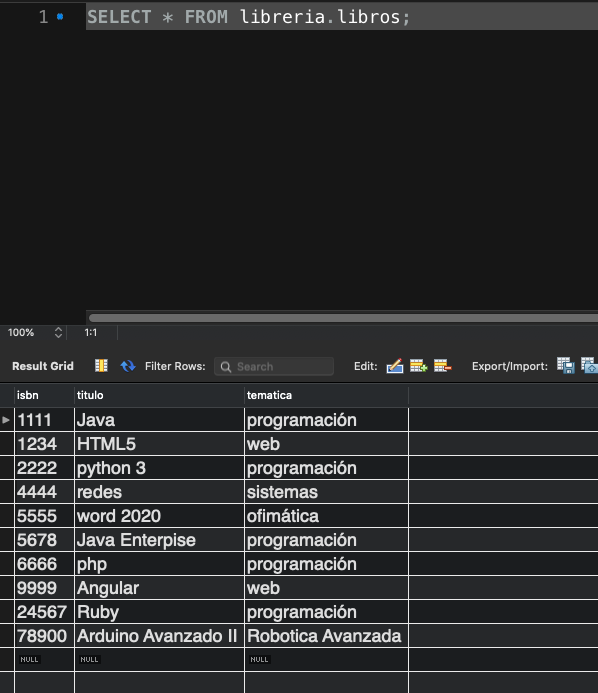 1 SELECT * FROM libreria.libros;
100% 1:1
Result Grid Filter Rows: Search Edit: Export/Import:
isbn titulo tematica
1111 Java programación
1234 HTML5 web
2222 python 3 programación
4444 redes sistemas
5555 word 2020 ofimática
5678 Java Enterpise programación
6666 php programación
9999 Angular web
24567 Ruby programación
78900 Arduino Avanzado II Robotica Avanzada
NULL NULL NULL